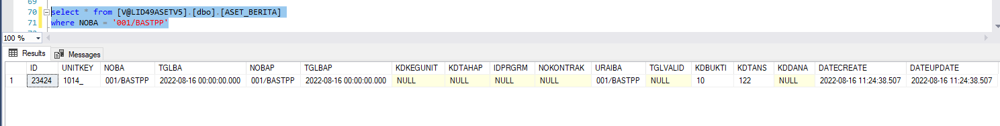 69
70 select * from [V@LID49ASETV5].[dbo].[ASET_BERITA]
71 where NOBA = '001/BASTPP'
100 %
Results Messages
ID UNITKEY NOBA TGLBA NOBAP TGLBAP KDKEGUNIT KDTAHAP IDPRGRM NOKONTRAK URAIBA TGLVALID KDBUKTI KDTANS KDDANA DATECREATE DATEUPDATE
1 23424 1014_ 001/BASTPP 2022-08-16 00:00:00.000 001/BASTPP 2022-08-16 00:00:00.000 NULL NULL NULL NULL 001/BASTPP NULL 10 122 NULL 2022-08-16 11:24:38.507 2022-08-16 11:24:38.507